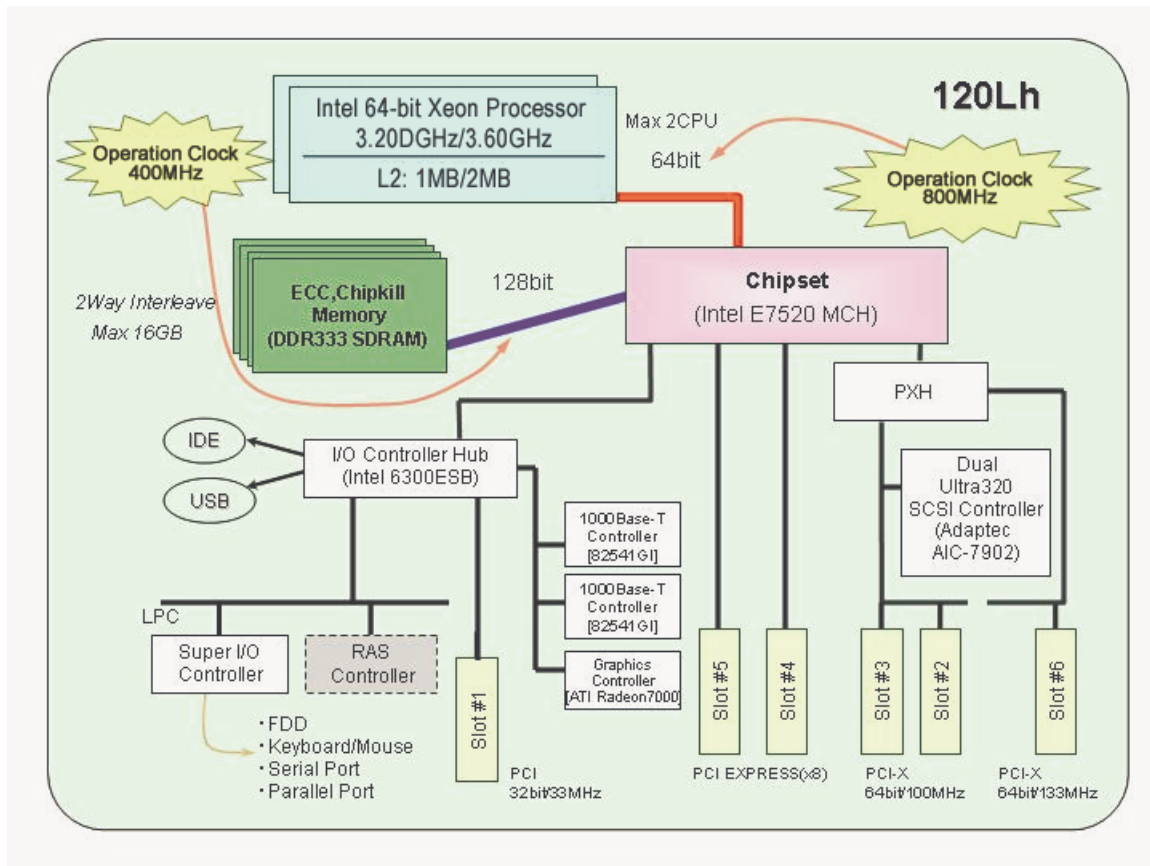 120Lh
Intel 64-bit Xeon Processor
3.20DGHz/3.60GHz
L2: 1MB/2MB
Max 2CPU
64bit
Operation Clock
400MHz
Operation Clock
800MHz
ECC,Chipkill
Memory
(DDR333 SDRAM)
2Way Interleave
Max 16GB
128bit
Chipset
(Intel E7520 MCH)
PXH
IDE
USB
I/O Controller Hub
(Intel 6300ESB)
Dual
Ultra320
SCSI Controller
(Adaptec
AIC-7902)
1000Base-T
Controller
[82541GI]
1000Base-T
Controller
[82541GI]
Graphics
Controller
[ATI Radeon7000]
LPC
Super I/O
Controller
RAS
Controller
・FDD
・Keyboard/Mouse
・Serial Port
・Parallel Port
Slot #1
Slot #5
Slot #4
Slot #3
Slot #2
Slot #6
PCI
32bit/33MHz
PCI EXPRESS(x8)
PCI-X
64bit/100MHz
PCI-X
64bit/133MHz